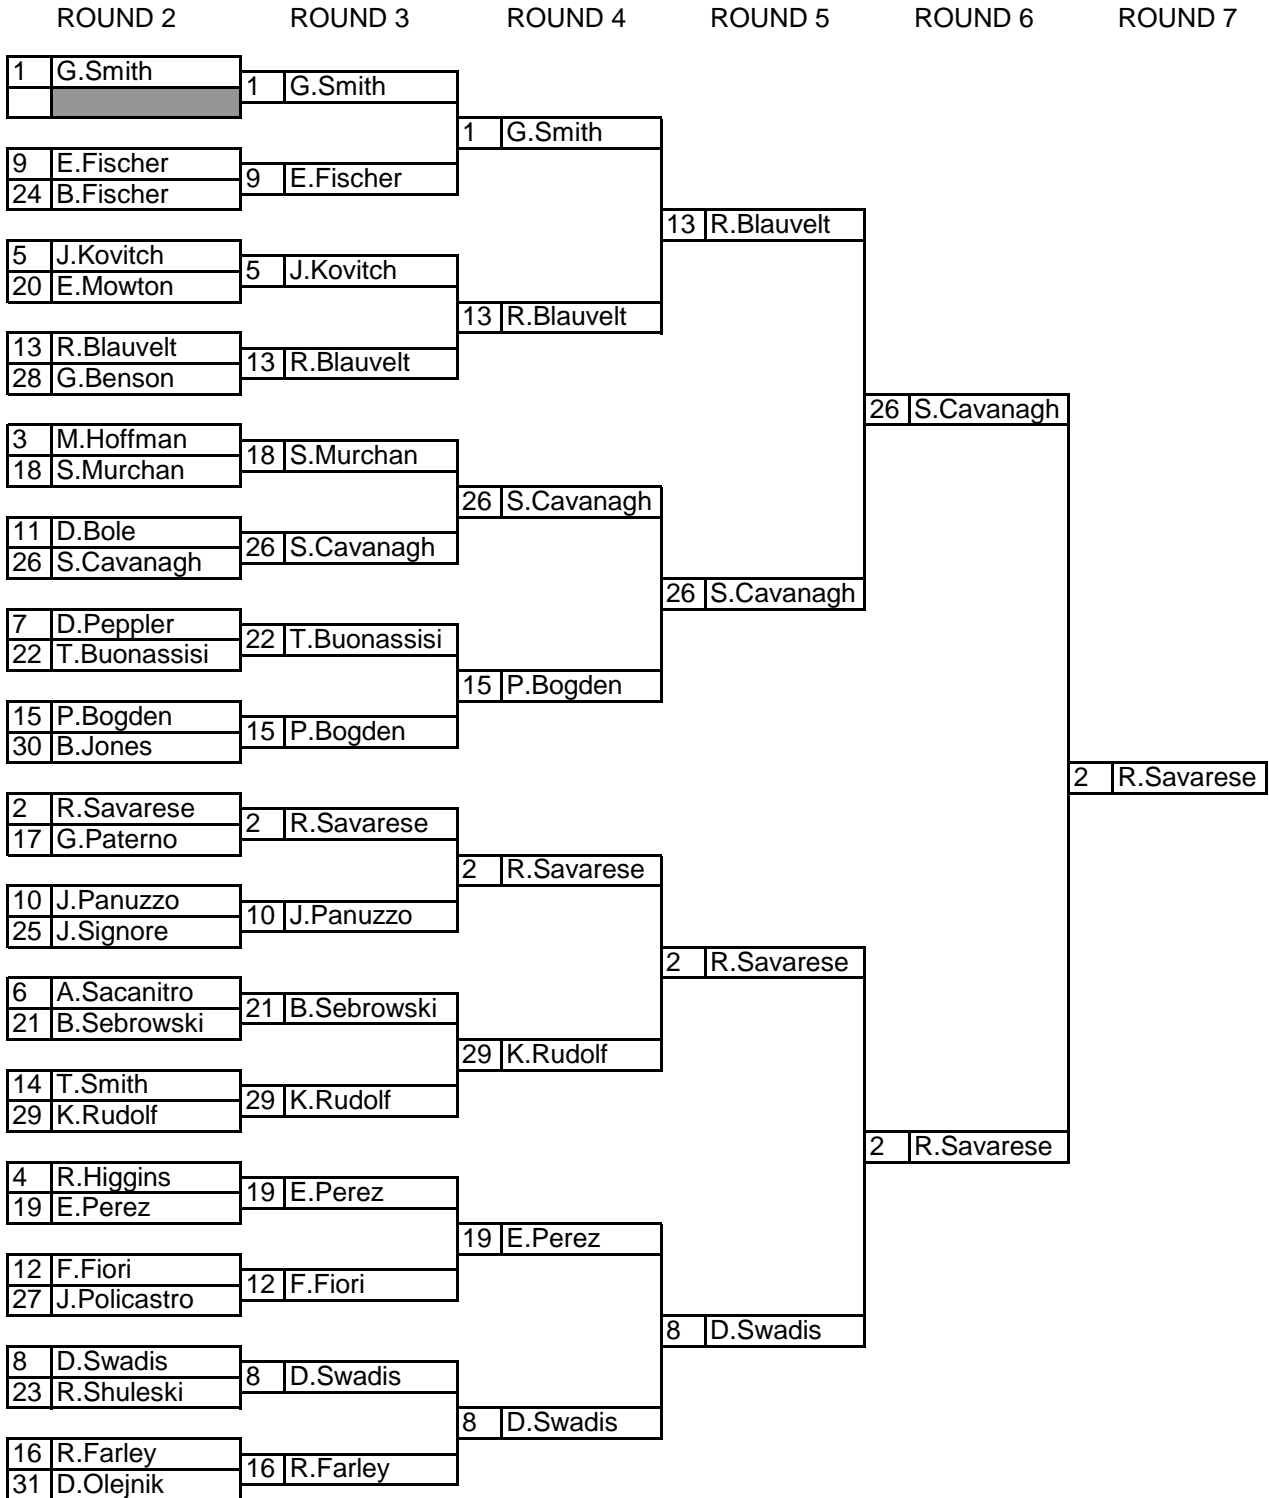 ROUND 2 ROUND 3 ROUND 4 ROUND 5 ROUND 6 ROUND 7
1 G.Smith
1 G.Smith
1 G.Smith
9 E.Fischer
9 E.Fischer
24 B.Fischer
13 R.Blauvelt
5 J.Kovitch
5 J.Kovitch
20 E.Mowton
13 R.Blauvelt
13 R.Blauvelt
13 R.Blauvelt
28 G.Benson
26 S.Cavanagh
3 M.Hoffman
18 S.Murchan
18 S.Murchan
26 S.Cavanagh
11 D.Bole
26 S.Cavanagh
26 S.Cavanagh
26 S.Cavanagh
7 D.Peppler
22 T.Buonassisi
22 T.Buonassisi
15 P.Bogden
15 P.Bogden
15 P.Bogden
30 B.Jones
2 R.Savarese
2 R.Savarese
2 R.Savarese
17 G.Paterno
2 R.Savarese
10 J.Panuzzo
10 J.Panuzzo
25 J.Signore
2 R.Savarese
6 A.Sacanitro
21 B.Sebrowski
21 B.Sebrowski
29 K.Rudolf
14 T.Smith
29 K.Rudolf
29 K.Rudolf
2 R.Savarese
4 R.Higgins
19 E.Perez
19 E.Perez
19 E.Perez
12 F.Fiori
12 F.Fiori
27 J.Policastro
8 D.Swadis
8 D.Swadis
8 D.Swadis
23 R.Shuleski
8 D.Swadis
16 R.Farley
16 R.Farley
31 D.Olejnik